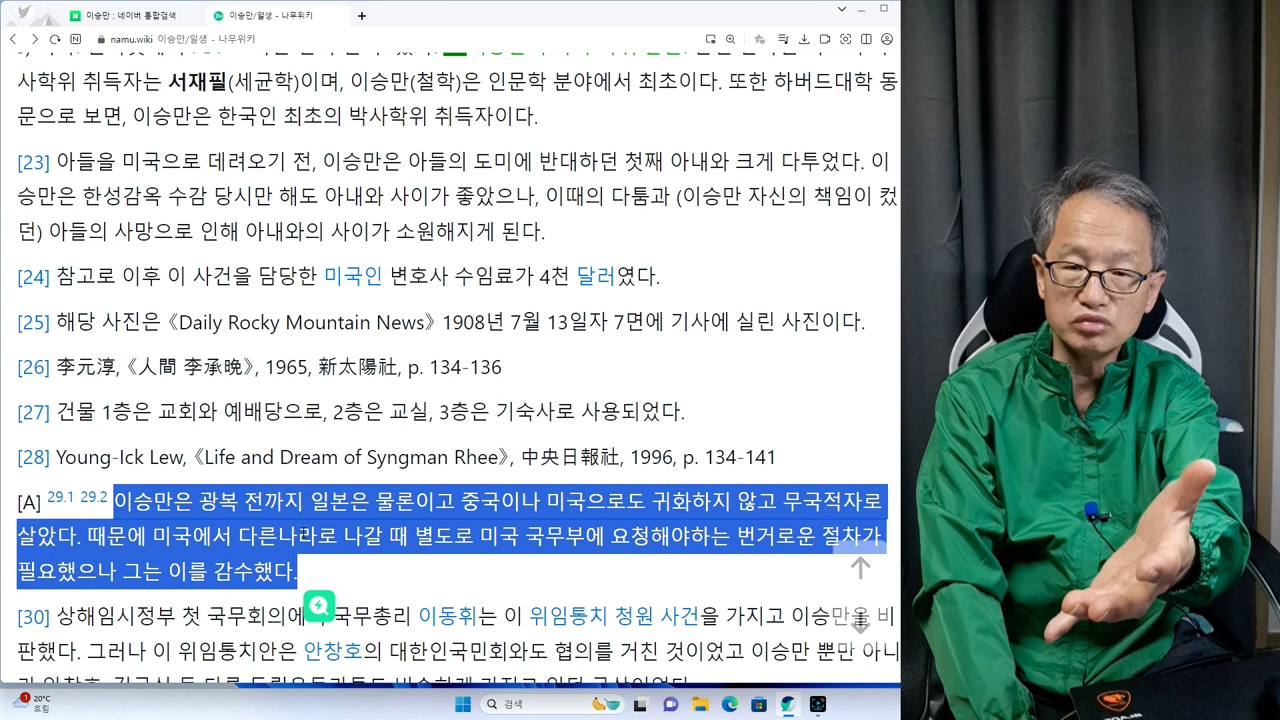 이승만 : 네이버 통합검색
이승만/일생 - 나무위키
namu.wiki 이승만/일생 - 나무위키
사학위 취득자는 서재필(세균학)이며, 이승만(철학)은 인문학 분야에서 최초이다. 또한 하버드대학 동
문으로 보면, 이승만은 한국인 최초의 박사학위 취득자이다.
[23] 아들을 미국으로 데려오기 전, 이승만은 아들의 도미에 반대하던 첫째 아내와 크게 다투었다. 이
승만은 한성감옥 수감 당시만 해도 아내와 사이가 좋았으나, 이때의 다툼과 (이승만 자신의 책임이 컸
던) 아들의 사망으로 인해 아내와의 사이가 소원해지게 된다.
[24] 참고로 이후 이 사건을 담당한 미국인 변호사 수임료가 4천 달러였다.
[25] 해당 사진은 《Daily Rocky Mountain News》 1908년 7월 13일자 7면에 기사에 실린 사진이다.
[26] 李元淳, 《人間 李承晩》, 1965, 新太陽社, p. 134-136
[27] 건물 1층은 교회와 예배당으로, 2층은 교실, 3층은 기숙사로 사용되었다.
[28] Young-Ick Lew, 《Life and Dream of Syngman Rhee》, 中央日報社, 1996, p. 134-141
[A] 29.1 29.2 이승만은 광복 전까지 일본은 물론이고 중국이나 미국으로도 귀화하지 않고 무국적자로
살았다. 때문에 미국에서 다른나라로 나갈 때 별도로 미국 국무부에 요청해야하는 번거로운 절차가
필요했으나 그는 이를 감수했다.
[30] 상해임시정부 첫 국무회의에 국무총리 이동휘는 이 위임통치 청원 사건을 가지고 이승만을 비
판했다. 그러나 이 위임통치안은 안창호의 대한인국민회와도 협의를 거친 것이었고 이승만 뿐만 아니
1
20°C
흐림
검색